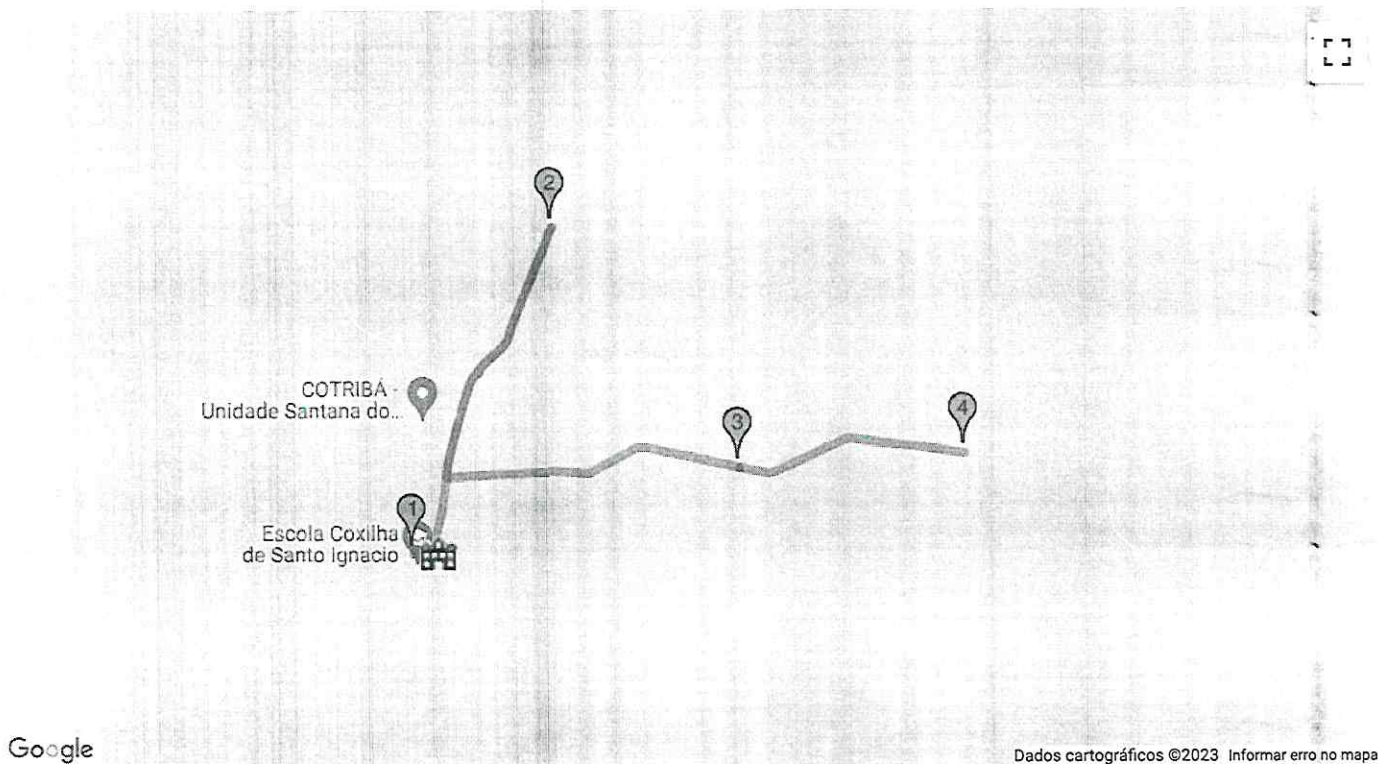 2
COTRIBÁ -
Unidade Santana do...
3
4
1
Escola Coxilha
de Santo Ignacio
Google
Dados cartográficos ©2023 Informar erro no mapa